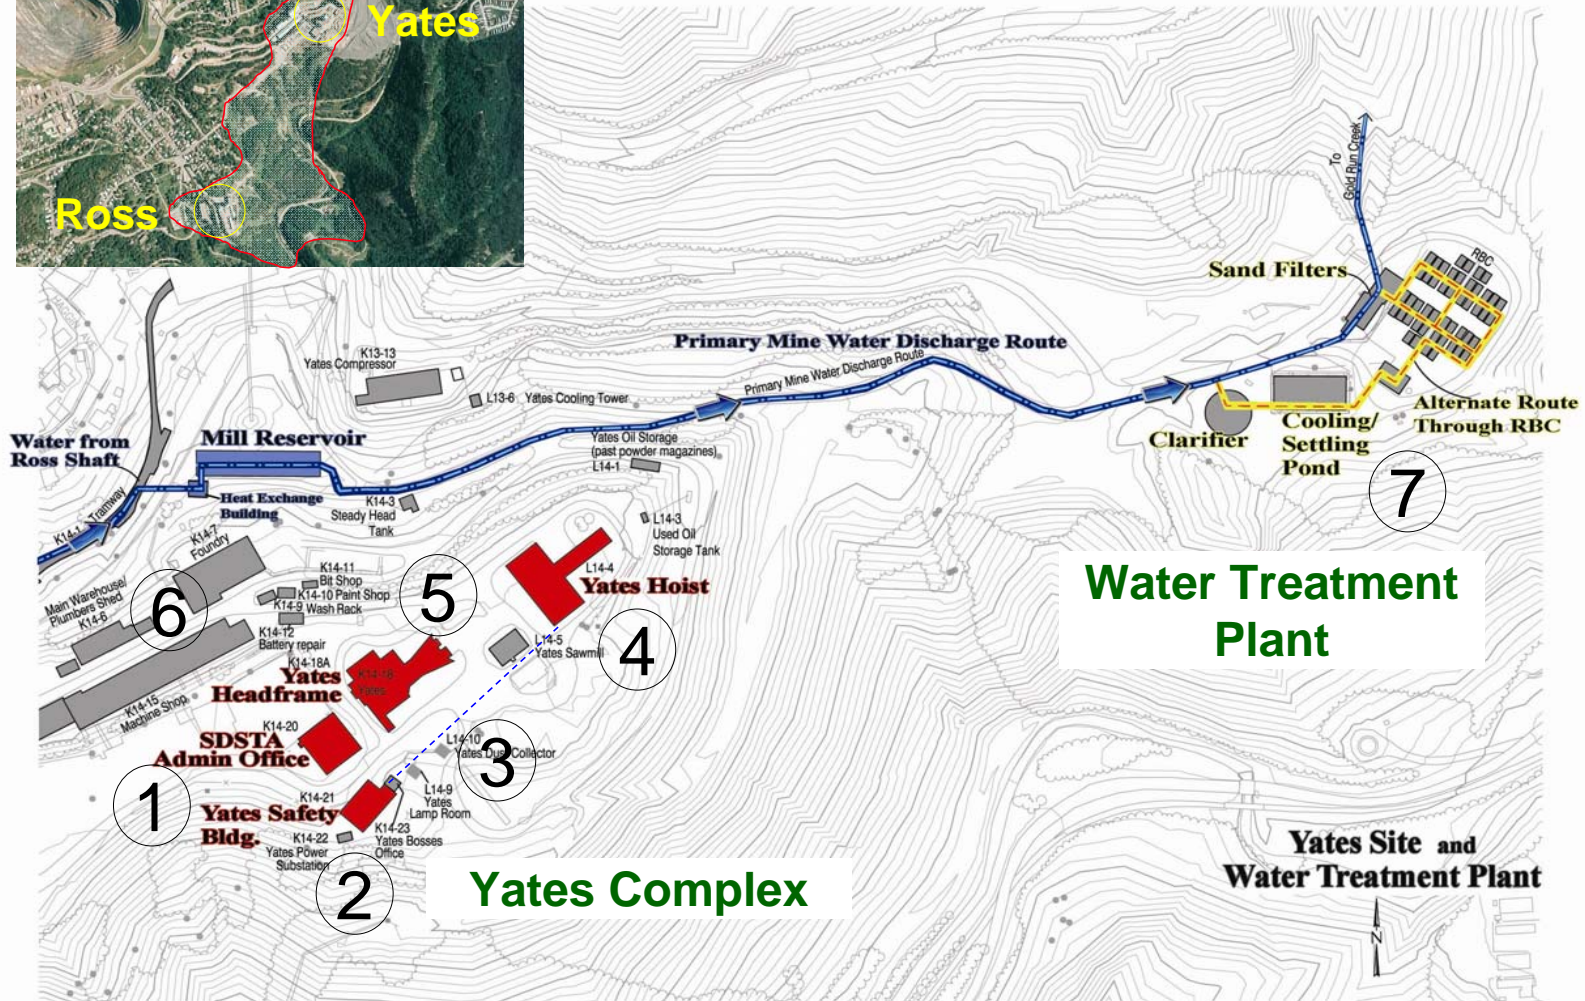 Yates
Ross
To
Gold Run Creek
RBC
Sand Filters
Primary Mine Water Discharge Route
Primary Mine Water Discharge Route
K13-13
Yates Compressor
L13-6 Yates Cooling Tower
Alternate Route
Through RBC
Clarifier
Cooling/
Settling
Pond
7
Water from
Ross Shaft
Mill Reservoir
Yates Oil Storage
(past powder magazines)
L14-1
Heat Exchange
Building
K14-3
Steady Head
Tank
K14-1 Tramway
L14-3
Used Oil
Storage Tank
K14-7
Foundry
K14-11
Bit Shop
K14-10 Paint Shop
K14-9 Wash Rack
5
L14-4
Yates Hoist
Water Treatment
Plant
Main Warehouse/
Plumbers Shed
K14-6
6
K14-12
Battery repair
L14-5
Yates Sawmill
4
K14-18A
Yates
Headframe
K14-18
Yates
K14-15
Machine Shop
K14-20
SDSTA
Admin Office
L14-10
Yates Dust Collector
3
1
K14-21
Yates Safety
Bldg.
L14-9
Yates
Lamp Room
K14-22
Yates Power
Substation
K14-23
Yates Bosses
Office
2
Yates Complex
Yates Site and
Water Treatment Plant
N